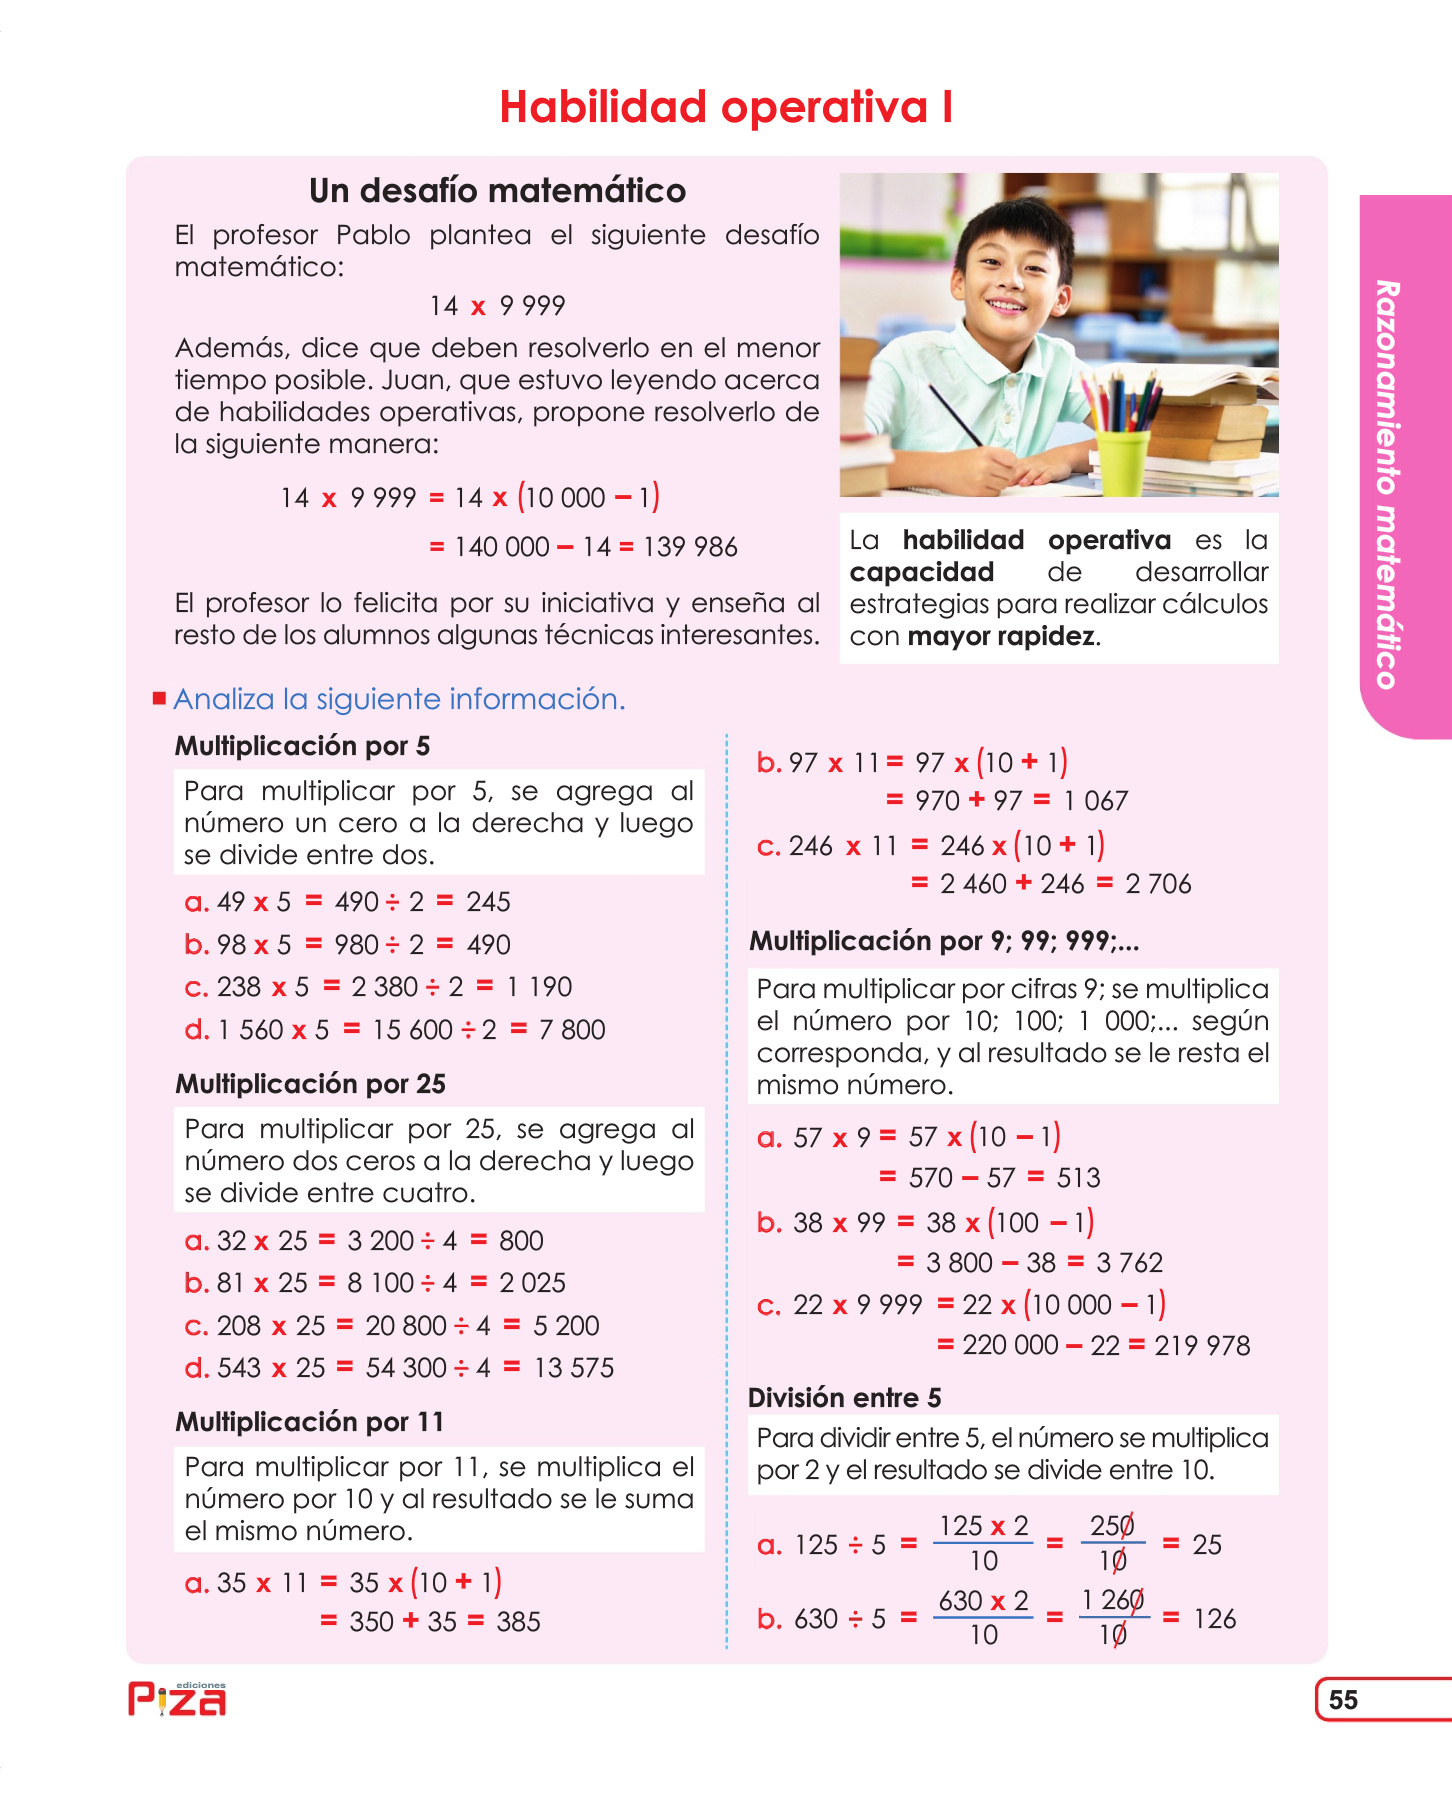 Habilidad operativa I
Un desafío matemático
El profesor Pablo plantea el siguiente desafío
matemático:
14 x 9 999
Además, dice que deben resolverlo en el menor
tiempo posible. Juan, que estuvo leyendo acerca
de habilidades operativas, propone resolverlo de
la siguiente manera:
14 x 9 999 = 14 x (10 000 – 1)
= 140 000 – 14 = 139 986
El profesor lo felicita por su iniciativa y enseña al
resto de los alumnos algunas técnicas interesantes.
La habilidad operativa es la
capacidad de desarrollar
estrategias para realizar cálculos
con mayor rapidez.
Razonamiento matemático
Analiza la siguiente información.
Multiplicación por 5
Para multiplicar por 5, se agrega al
número un cero a la derecha y luego
se divide entre dos.
a. 49 x 5 = 490 ÷ 2 = 245
b. 98 x 5 = 980 ÷ 2 = 490
c. 238 x 5 = 2 380 ÷ 2 = 1 190
d. 1 560 x 5 = 15 600 ÷ 2 = 7 800
Multiplicación por 25
Para multiplicar por 25, se agrega al
número dos ceros a la derecha y luego
se divide entre cuatro.
a. 32 x 25 = 3 200 ÷ 4 = 800
b. 81 x 25 = 8 100 ÷ 4 = 2 025
c. 208 x 25 = 20 800 ÷ 4 = 5 200
d. 543 x 25 = 54 300 ÷ 4 = 13 575
Multiplicación por 11
Para multiplicar por 11, se multiplica el
número por 10 y al resultado se le suma
el mismo número.
a. 35 x 11 = 35 x (10 + 1)
= 350 + 35 = 385
b. 97 x 11 = 97 x (10 + 1)
= 970 + 97 = 1 067
c. 246 x 11 = 246 x (10 + 1)
= 2 460 + 246 = 2 706
Multiplicación por 9; 99; 999;...
Para multiplicar por cifras 9; se multiplica
el número por 10; 100; 1 000;... según
corresponda, y al resultado se le resta el
mismo número.
a. 57 x 9 = 57 x (10 – 1)
= 570 – 57 = 513
b. 38 x 99 = 38 x (100 – 1)
= 3 800 – 38 = 3 762
c. 22 x 9 999 = 22 x (10 000 – 1)
= 220 000 – 22 = 219 978
División entre 5
Para dividir entre 5, el número se multiplica
por 2 y el resultado se divide entre 10.
a. 125 ÷ 5 = 125 x 2 / 10 = 250 / 10 = 25
b. 630 ÷ 5 = 630 x 2 / 10 = 1 260 / 10 = 126
ediciones
Piza
55